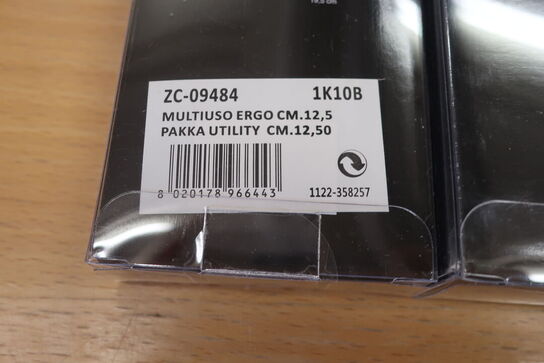 ZC-09484 1K10B
MULTIUSO ERGO CM.12,5
PAKKA UTILITY CM.12,50
8 020178 966443
1122-358257